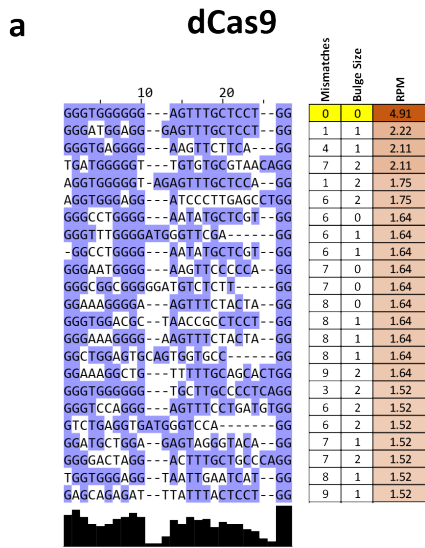 a
dCas9
Mismatches Bulge Size RPM
10 20
GGGTGGGGGG---AGTTTGCTCCT--GG 0 0 4.91
GGGATGGAGG--GAGTTTGCTCCT--GG 1 1 2.22
GGGTGAGGGG---AAGTTCTTCA---GG 4 1 2.11
TGATGGGGGT---TGTGTGCGTAACAGG 7 2 2.11
AGGTGGGGGT-AGAGTTTGCTCCA--GG 1 2 1.75
AGGTGGGAGG---ATCCCTTGAGCCTGG 6 2 1.75
GGGCCTGGGG---AATATGCTCGT--GG 6 0 1.64
GGGTTTGGGGATGGGTTCGA------GG 6 1 1.64
-GGCCTGGGG---AATATGCTCGT--GG 6 1 1.64
GGGAATGGGG---AAGTTCCCCCA--GG 7 0 1.64
GGGCGGCGGGGGATGTCTCTT-----GG 7 0 1.64
GGAAAGGGGA---AGTTTCTACTA--GG 8 0 1.64
GGGTGGACGC--TAACCGCCTCCT--GG 8 1 1.64
GGGAAAGGGG--AAGTTTCTACTA--GG 8 1 1.64
GGCTGGAGTGCAGTGGTGCC------GG 8 1 1.64
GGAAAGGCTG---TTTTTGCAGCACTGG 9 2 1.64
GGGTGGGGGG---TGCTTGCCCCTCAGG 3 2 1.52
GGGTCCAGGG---AGTTTCCTGATGTGG 6 2 1.52
GTCTGAGGTGATGGGTCCA-------GG 6 2 1.52
GGATGCTGGA--GAGTAGGGTACA--GG 7 1 1.52
GGGGACTAGG---ACTTTGCTGCCCAGG 7 2 1.52
TGGTGGGAGG--TAATTGAATCAT--GG 8 1 1.52
GAGCAGAGAT--TTATTTACTCCT--GG 9 1 1.52